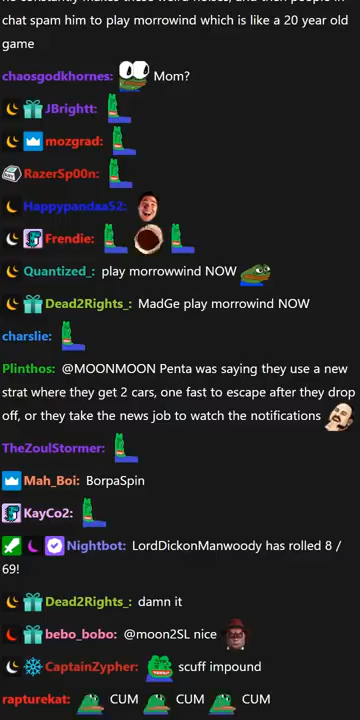 he constantly makes these weird noises, and then people in
chat spam him to play morrowind which is like a 20 year old
game
chaosgodkhornes: Mom?
JBrightt:
mozgrad:
RazerSp00n:
Happypandaa52:
Frendie:
Quantized_: play morrowwind NOW
Dead2Rights_: MadGe play morrowind NOW
charslie:
Plinthos: @MOONMOON Penta was saying they use a new
strat where they get 2 cars, one fast to escape after they drop
off, or they take the news job to watch the notifications
TheZoulStormer:
Mah_Boi: BorpaSpin
KayCo2:
Nightbot: LordDickonManwoody has rolled 8 /
69!
Dead2Rights_: damn it
bebo_bobo: @moon2SL nice
CaptainZypher: scuff impound
rapturekat: CUM CUM CUM